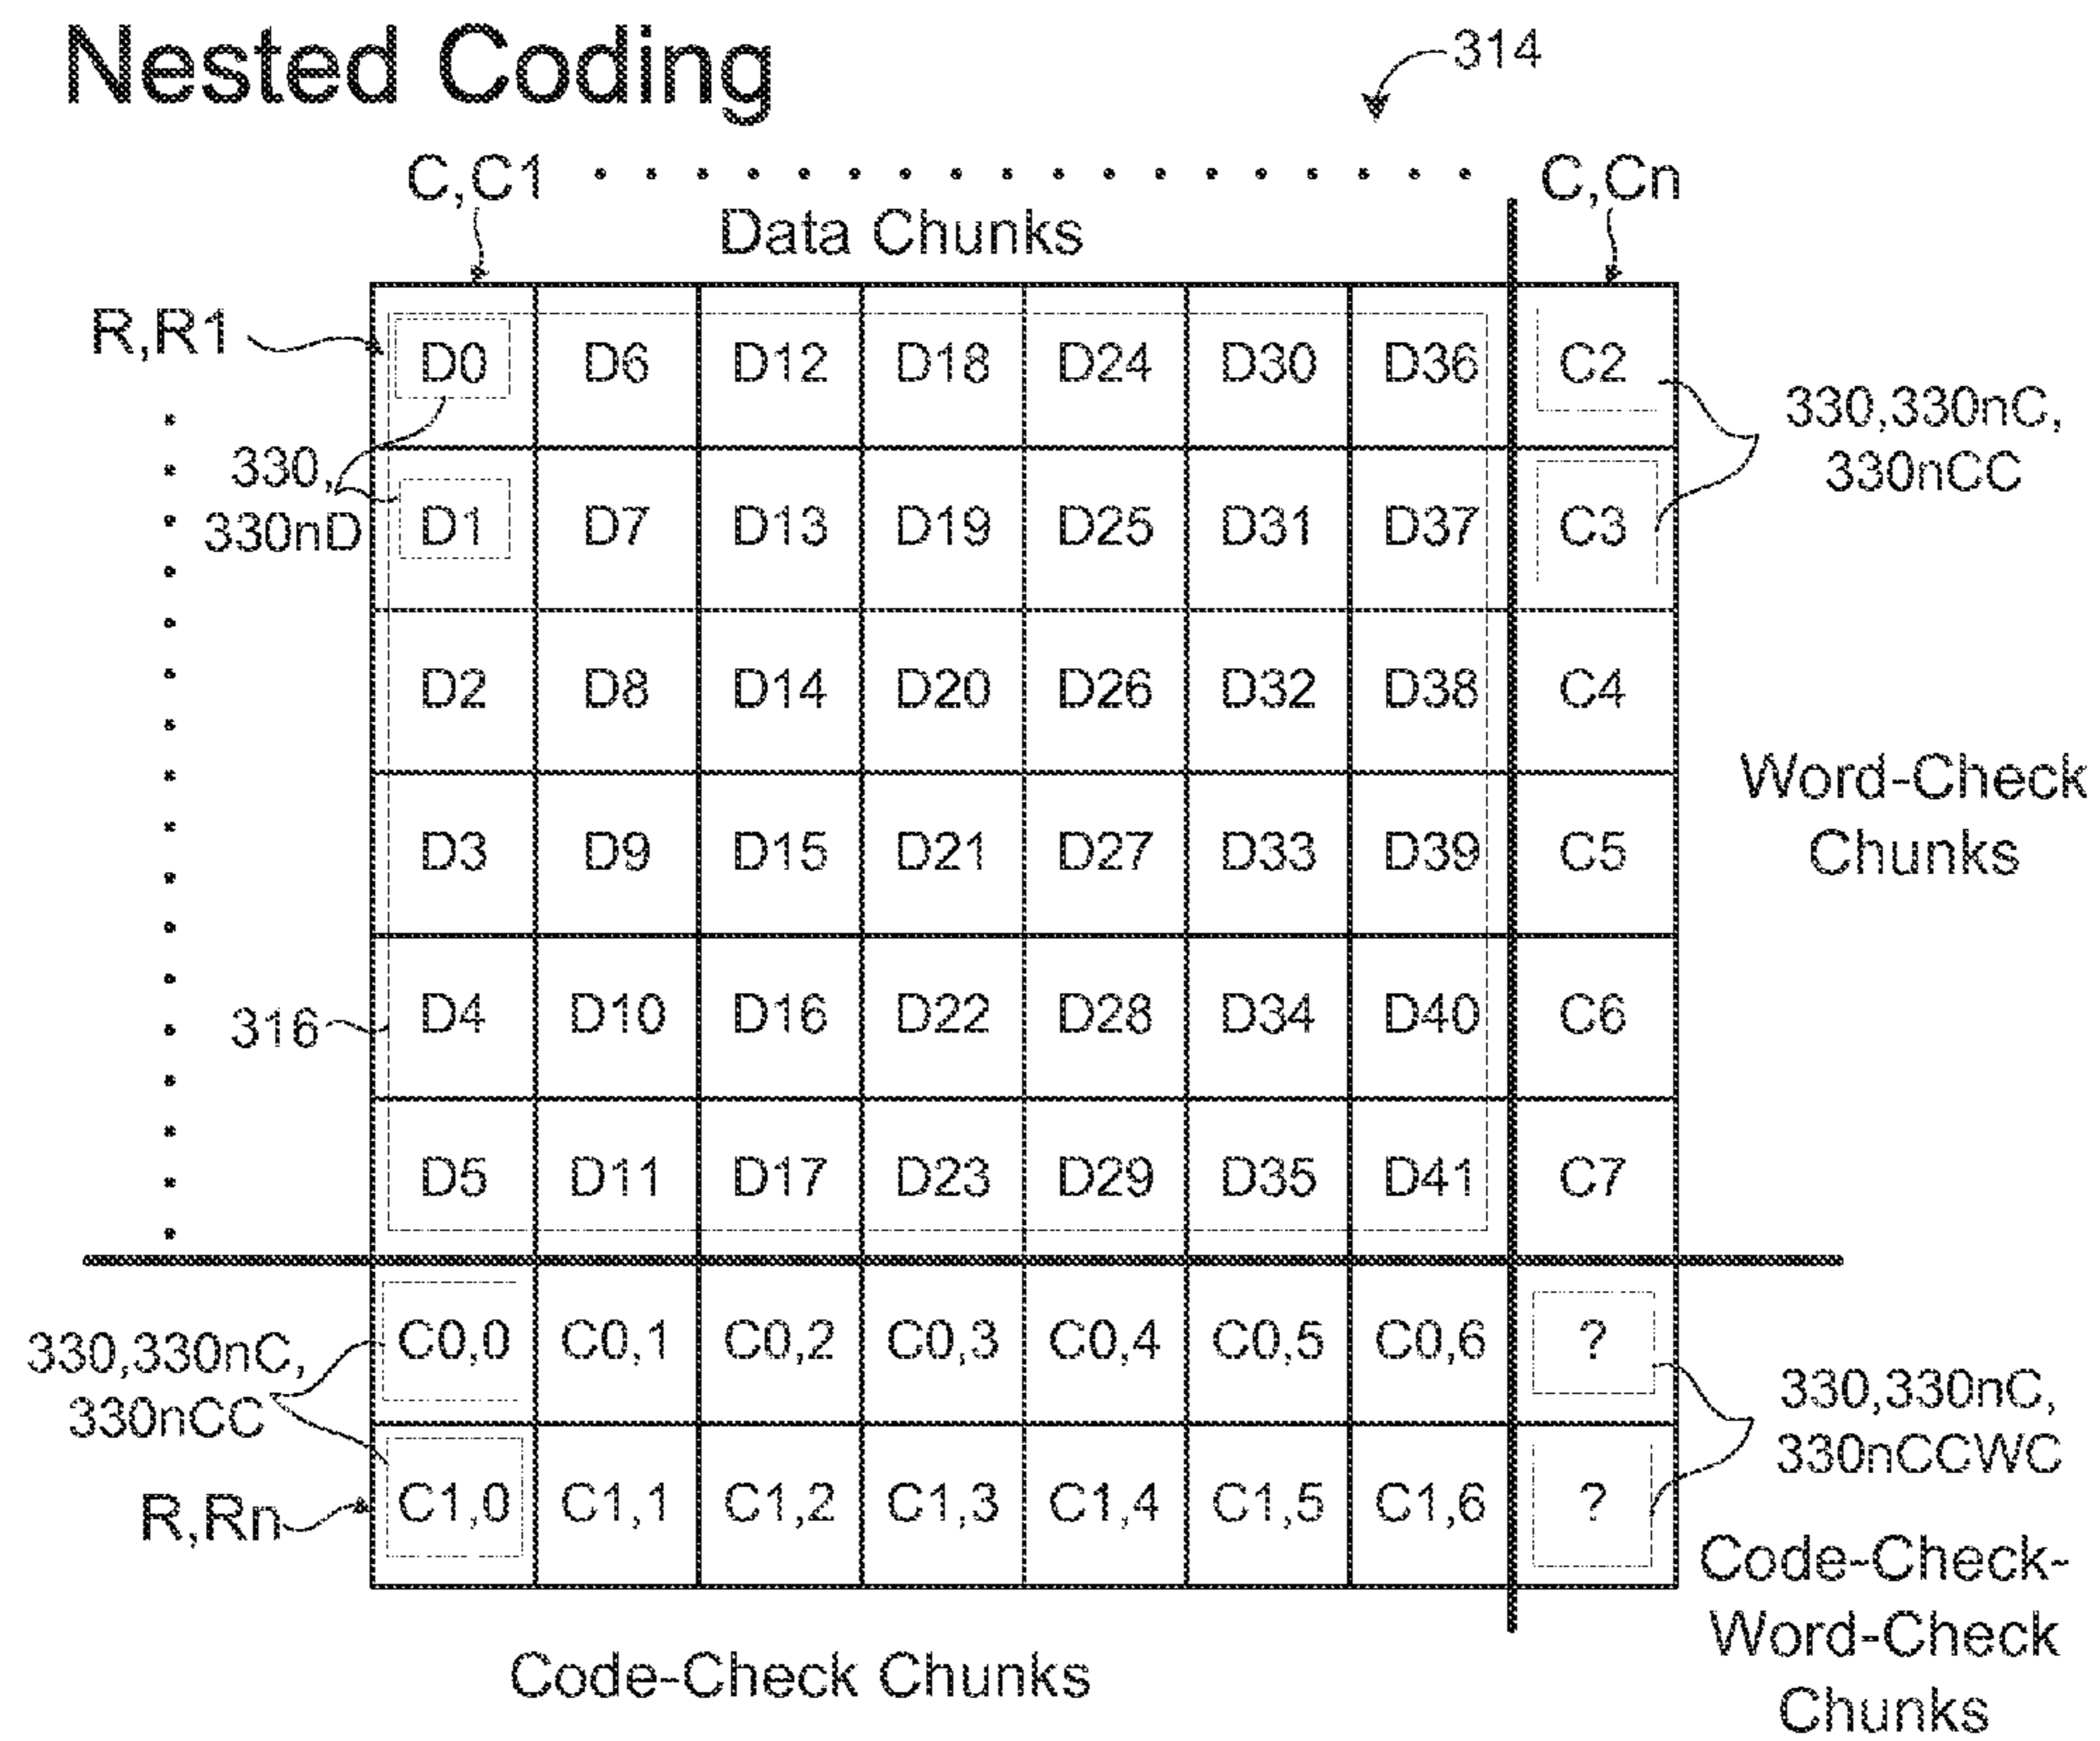 Nested Coding
314
C,C1 C,Cn
Data Chunks
R,R1
D0 D6 D12 D18 D24 D30 D36 C2
330,330nC,
330nCC
330,
330nD
D1 D7 D13 D19 D25 D31 D37 C3
D2 D8 D14 D20 D26 D32 D38 C4
Word-Check
Chunks
D3 D9 D15 D21 D27 D33 D39 C5
316
D4 D10 D16 D22 D28 D34 D40 C6
D5 D11 D17 D23 D29 D35 D41 C7
330,330nC,
330nCC
C0,0 C0,1 C0,2 C0,3 C0,4 C0,5 C0,6 ?
330,330nC,
330nCCWC
R,Rn
C1,0 C1,1 C1,2 C1,3 C1,4 C1,5 C1,6 ?
Code-Check-
Word-Check
Chunks
Code-Check Chunks